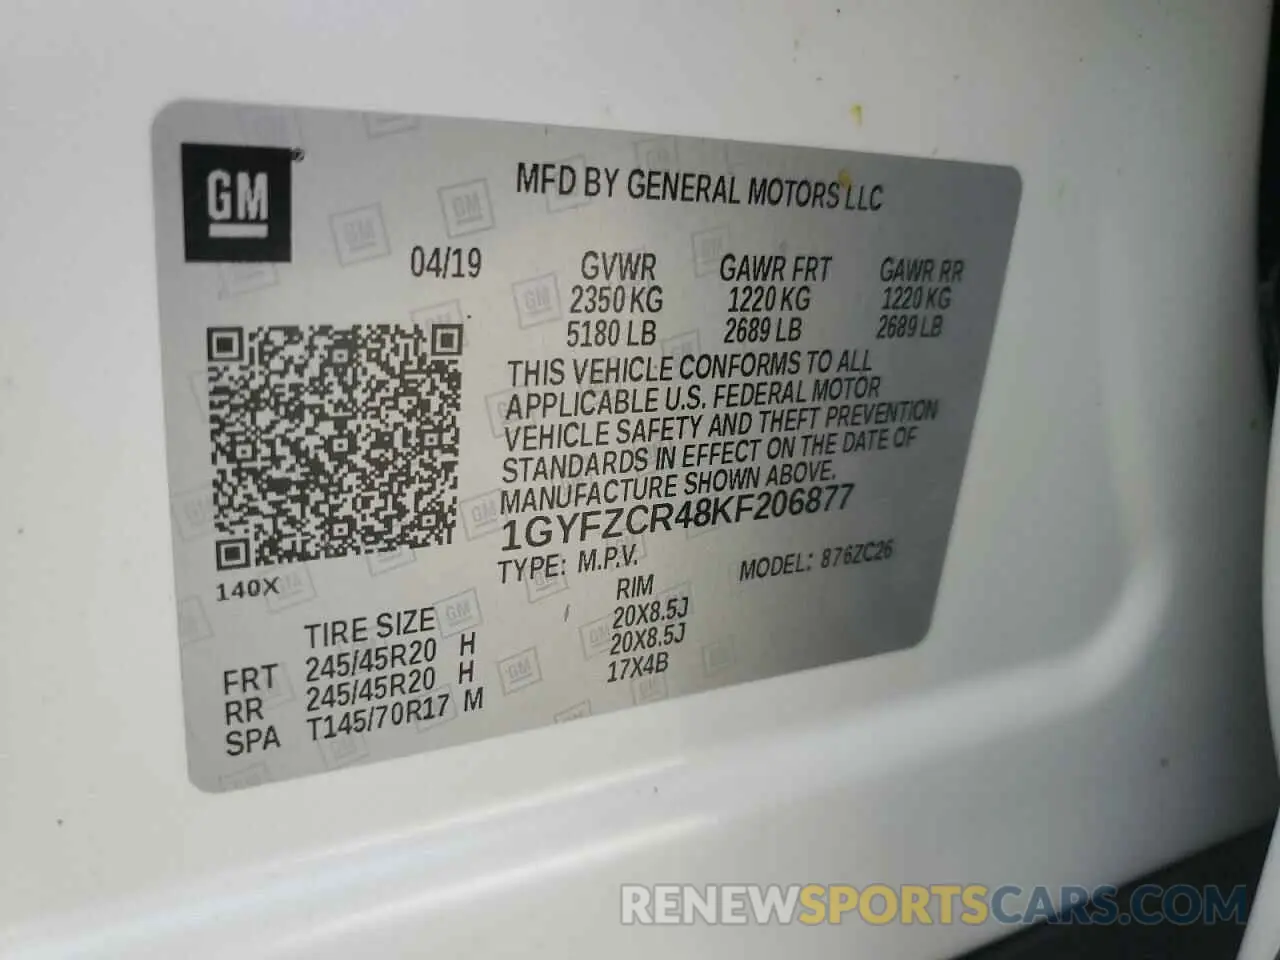 GM®
MFD BY GENERAL MOTORS LLC
04/19
GVWR GAWR FRT GAWR RR
2350 KG 1220 KG 1220 KG
5180 LB 2689 LB 2689 LB
THIS VEHICLE CONFORMS TO ALL
APPLICABLE U.S. FEDERAL MOTOR
VEHICLE SAFETY AND THEFT PREVENTION
STANDARDS IN EFFECT ON THE DATE OF
MANUFACTURE SHOWN ABOVE.
1GYFZCR48KF206877
TYPE: M.P.V. MODEL: 876ZC26
140X
TIRE SIZE RIM
FRT 245/45R20 H 20X8.5J
RR 245/45R20 H 20X8.5J
SPA T145/70R17 M 17X4B
RENEWSPORTSCARS.COM